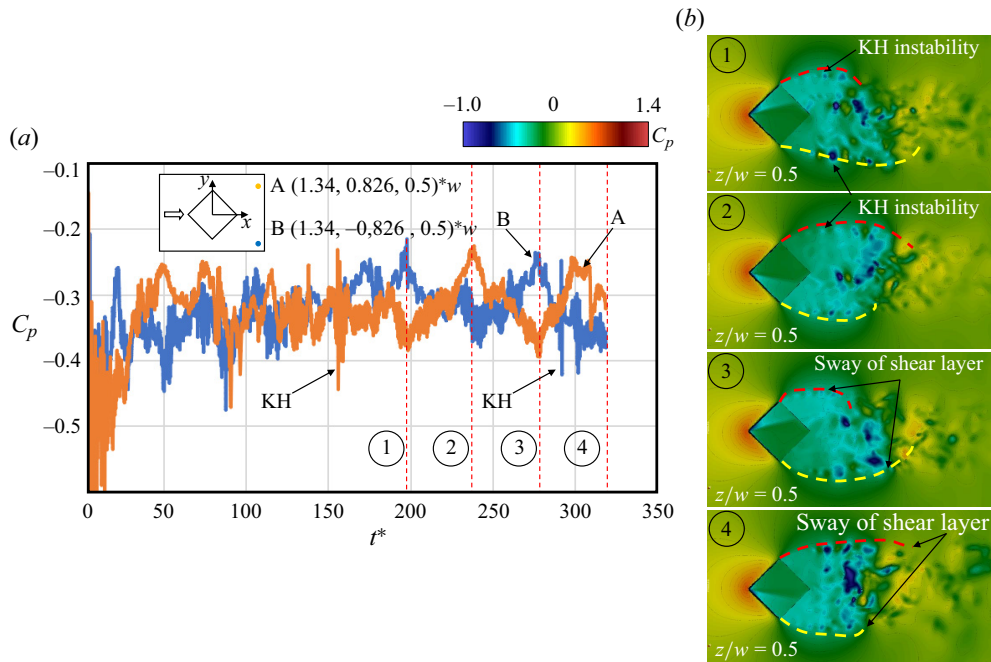 (b)
1
KH instability
z/w = 0.5
2
KH instability
z/w = 0.5
3
Sway of shear layer
z/w = 0.5
4
Sway of shear layer
z/w = 0.5
–1.0 0 1.4
C_p
(a)
–0.1
–0.2
–0.3
–0.4
–0.5
C_p
y
x
A (1.34, 0.826, 0.5)*w
B (1.34, –0,826 , 0.5)*w
B
A
KH
KH
1
2
3
4
0 50 100 150 200 250 300 350
t*